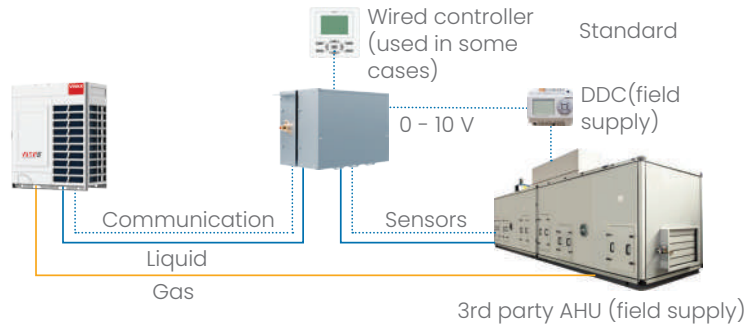 Wired controller
(used in some
cases)
Standard
DDC(field
supply)
0 - 10 V
Communication
Sensors
Liquid
Gas
3rd party AHU (field supply)